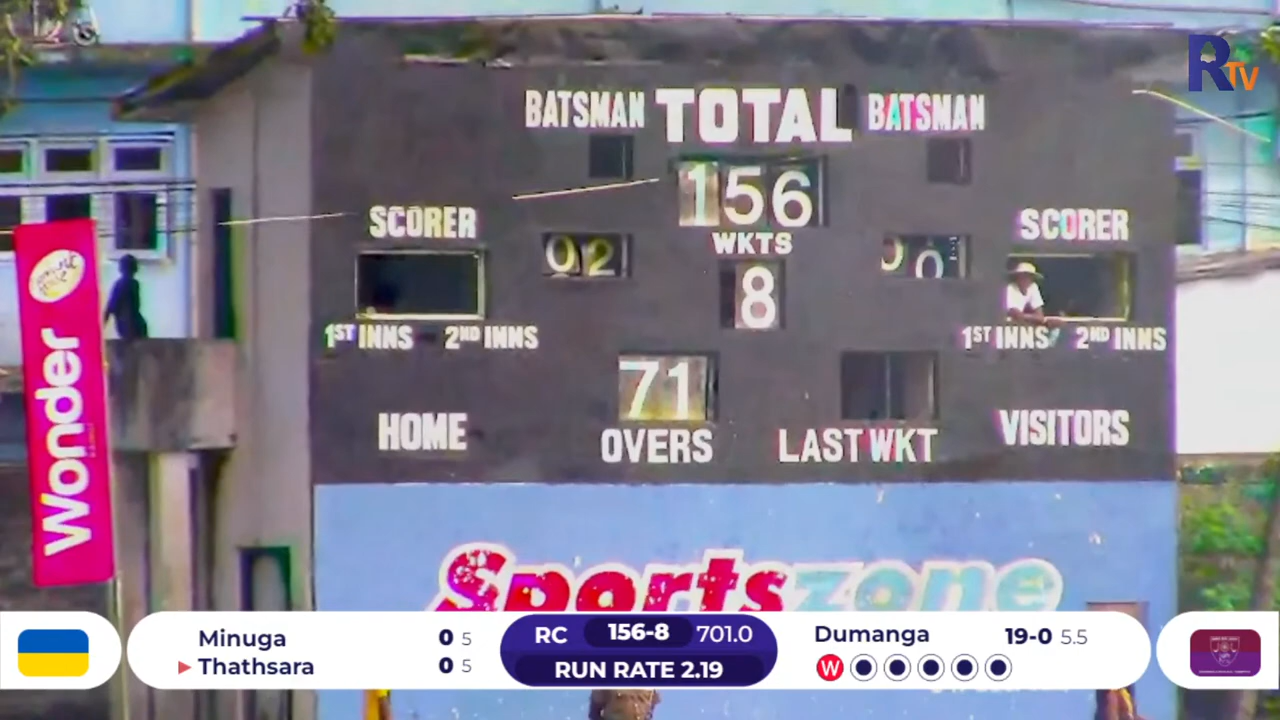 RTV
BATSMAN TOTAL BATSMAN
156
SCORER WKTS SCORER
02 8 00
1ST INNS 2ND INNS 1ST INNS 2ND INNS
71
HOME OVERS LAST WKT VISITORS
Wonder
Sportszone
Minuga 0 5
Thathsara 0 5
RC 156-8 701.0
RUN RATE 2.19
Dumanga 19-0 5.5
W